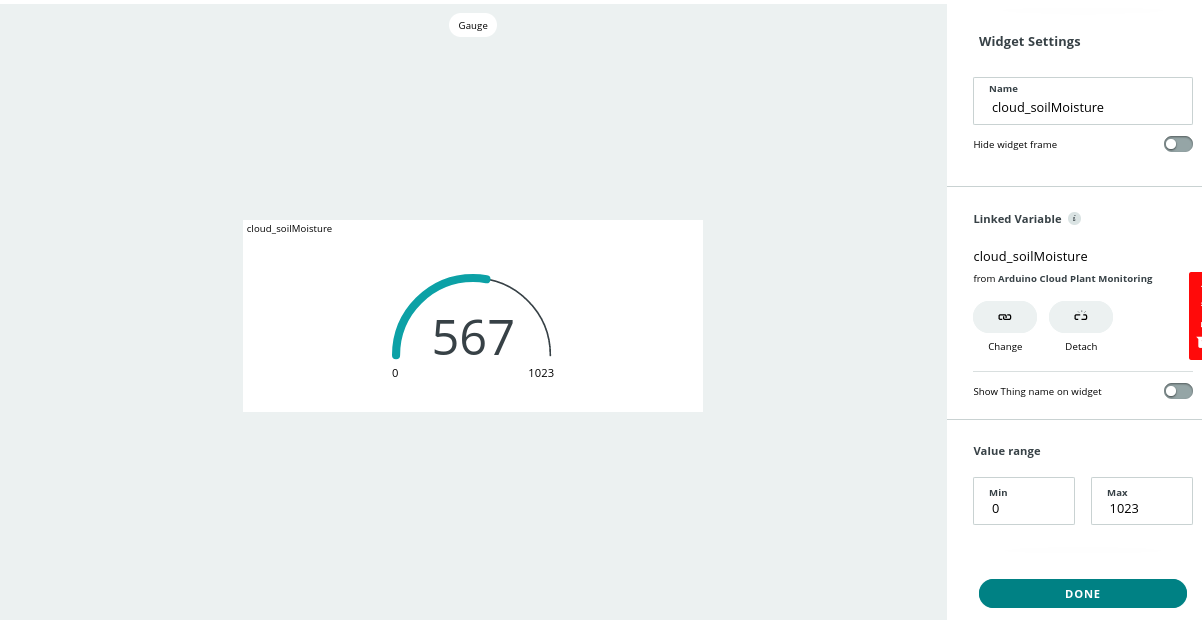 Gauge
cloud_soilMoisture
567
0
1023
Widget Settings
Name
cloud_soilMoisture
Hide widget frame
Linked Variable i
cloud_soilMoisture
from Arduino Cloud Plant Monitoring
Change
Detach
Show Thing name on widget
Value range
Min
0
Max
1023
DONE